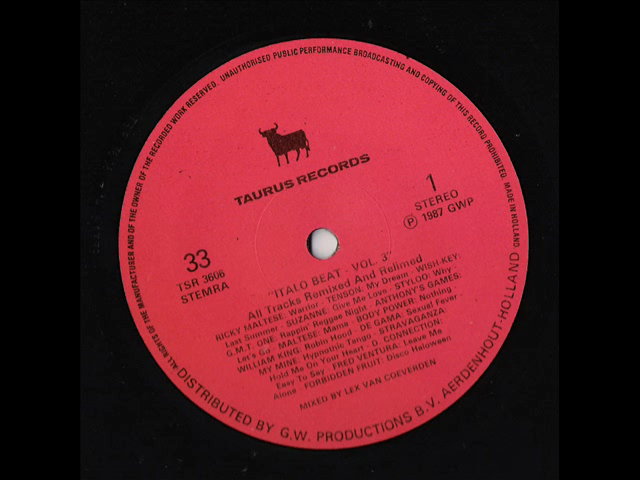 ALL RIGHTS OF THE MANUFACTURER AND OF THE OWNER OF THE RECORDED WORK RESERVED. UNAUTHORISED PUBLIC PERFORMANCE BROADCASTING AND COPYING OF THIS RECORD PROHIBITED. MADE IN HOLLAND
TAURUS RECORDS
33
TSR 3606
STEMRA
1
STEREO
Ⓟ 1987 GWP
"ITALO BEAT - VOL. 3"
All Tracks Remixed And Relimed
RICKY MALTESE: Warrior - TENSON: My Dream - WISH-KEY:
Last Summer - SUZANNE: Give Me Love - STYLOO: Why
G.M.T. ONE: Rappin' Reggae Night - ANTHONY'S GAMES:
Let's Go - MALTESE: Mama - BODY POWER: Nothing -
WILLIAM KING: Robin Hood - DE GAMA: Sexual Fever -
MY MINE: Hypnothic Tango - STRAVAGANZA:
Hold Me On Your Heart - D. CONNECTION:
Easy To Say - FRED VENTURA: Leave Me
Alone - FORBIDDEN FRUIT: Disco Haloween
MIXED BY LEX VAN COEVERDEN
DISTRIBUTED BY G.W. PRODUCTIONS B.V. AERDENHOUT-HOLLAND